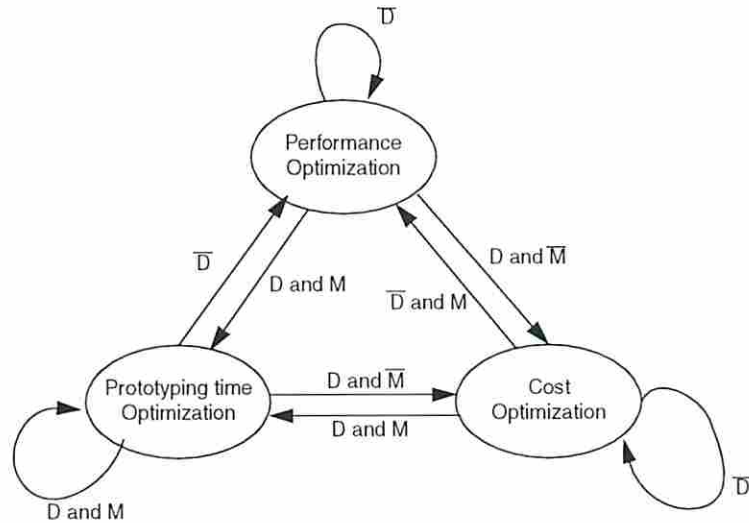 D̅
Performance
Optimization
D̅
D and M
D̅ and M
D and M̅
Prototyping time
Optimization
D and M̅
D and M
Cost
Optimization
D and M
D̅